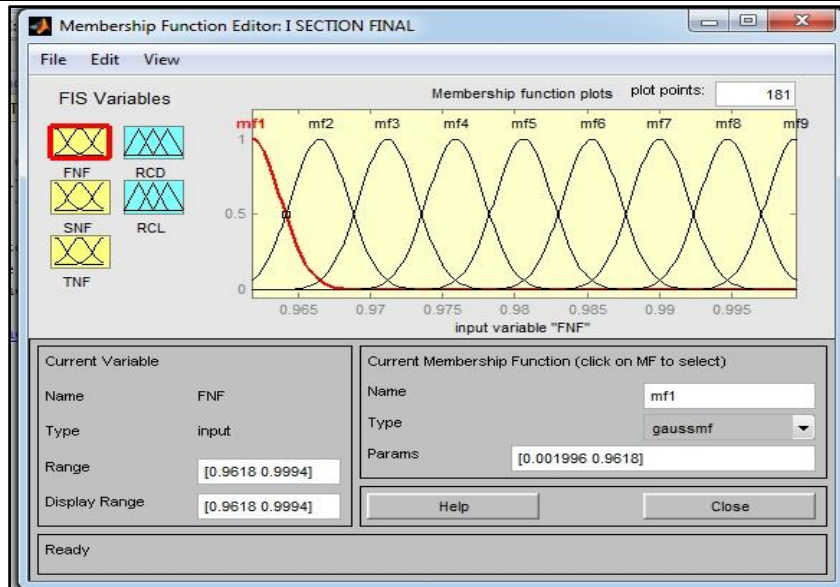 Membership Function Editor: I SECTION FINAL
File Edit View
FIS Variables
Membership function plots plot points: 181
mf1 mf2 mf3 mf4 mf5 mf6 mf7 mf8 mf9
1
0.5
0
0.965 0.97 0.975 0.98 0.985 0.99 0.995
input variable "FNF"
FNF RCD
SNF RCL
TNF
Current Variable
Name FNF
Type input
Range [0.9618 0.9994]
Display Range [0.9618 0.9994]
Current Membership Function (click on MF to select)
Name mf1
Type gaussmf
Params [0.001996 0.9618]
Help Close
Ready